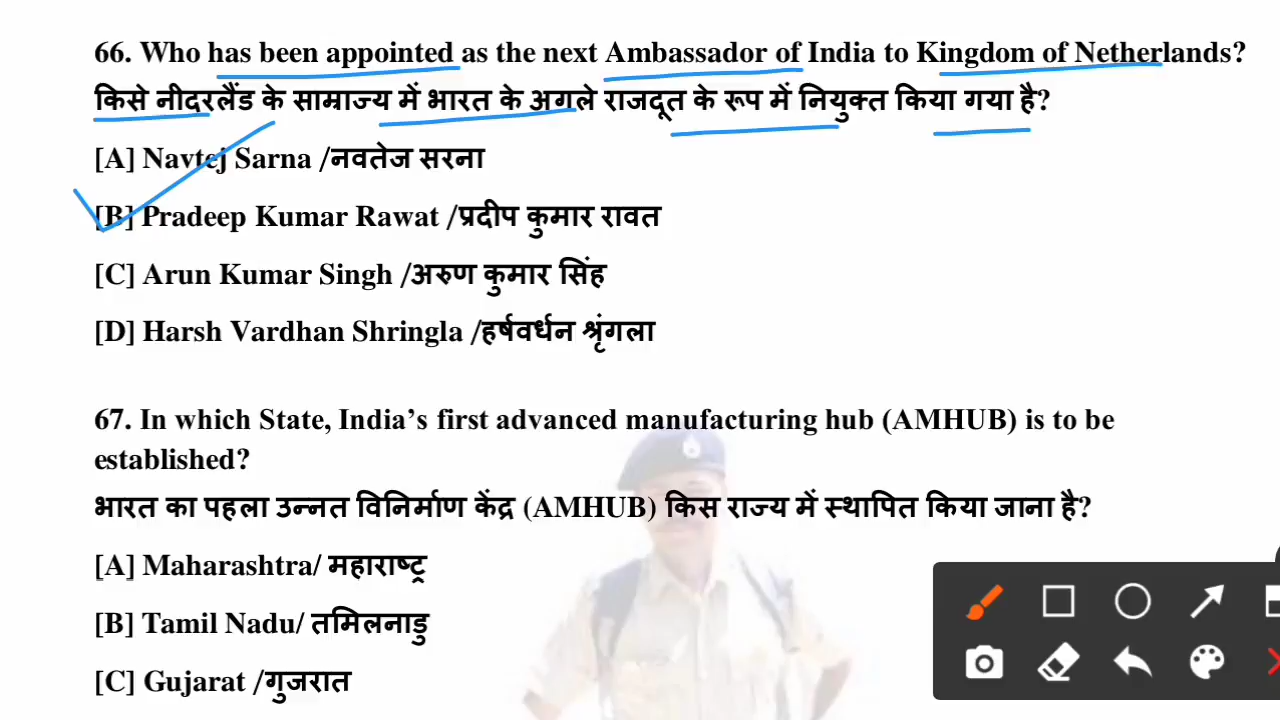 66. Who has been appointed as the next Ambassador of India to Kingdom of Netherlands?
किसे नीदरलैंड के साम्राज्य में भारत के अगले राजदूत के रूप में नियुक्त किया गया है?
[A] Navtej Sarna /नवतेज सरना
[B] Pradeep Kumar Rawat /प्रदीप कुमार रावत
[C] Arun Kumar Singh /अरुण कुमार सिंह
[D] Harsh Vardhan Shringla /हर्षवर्धन श्रृंगला
67. In which State, India’s first advanced manufacturing hub (AMHUB) is to be
established?
भारत का पहला उन्नत विनिर्माण केंद्र (AMHUB) किस राज्य में स्थापित किया जाना है?
[A] Maharashtra/ महाराष्ट्र
[B] Tamil Nadu/ तमिलनाडु
[C] Gujarat /गुजरात